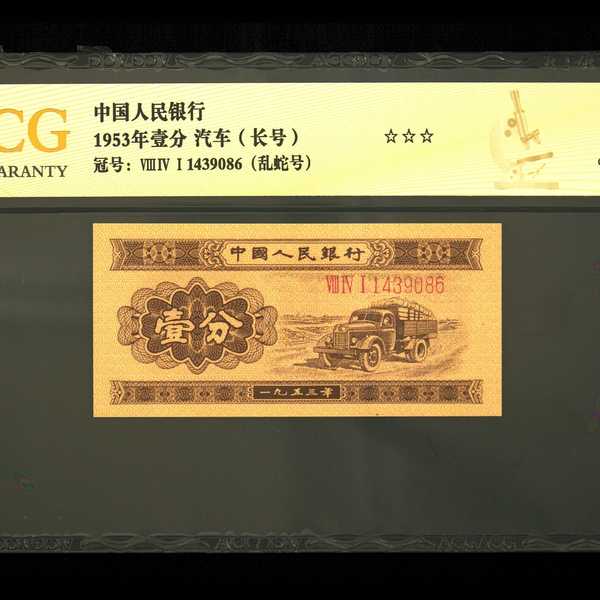 中国人民银行
1953年壹分 汽车（长号）
☆☆☆
冠号：ⅧⅣ Ⅰ 1439086（乱蛇号）
CG
ARANTY
中國人民銀行
ⅧⅣ Ⅰ 1439086
壹分
一九五三年